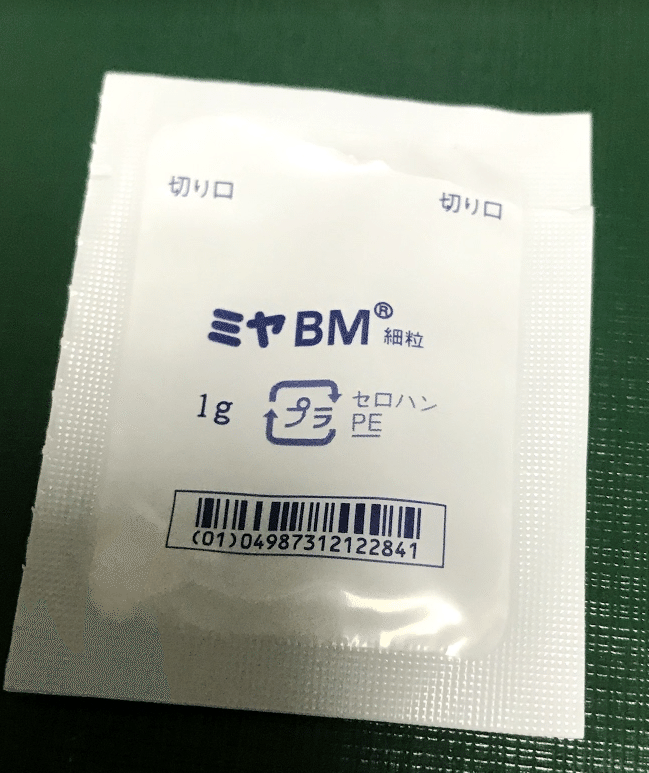 切り口 切り口
ミヤBM® 細粒
1g プラ セロハン
PE
(01)04987312122841